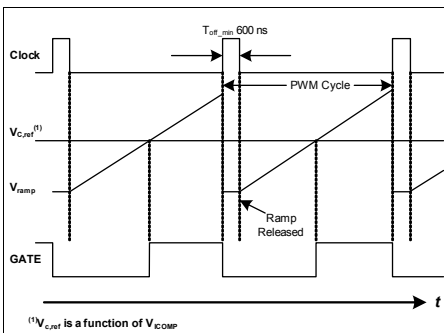 T_off_min 600 ns
Clock
PWM Cycle
V_C,ref^(1)
V_ramp
Ramp
Released
GATE
t
^(1)V_c,ref is a function of V_ICOMP